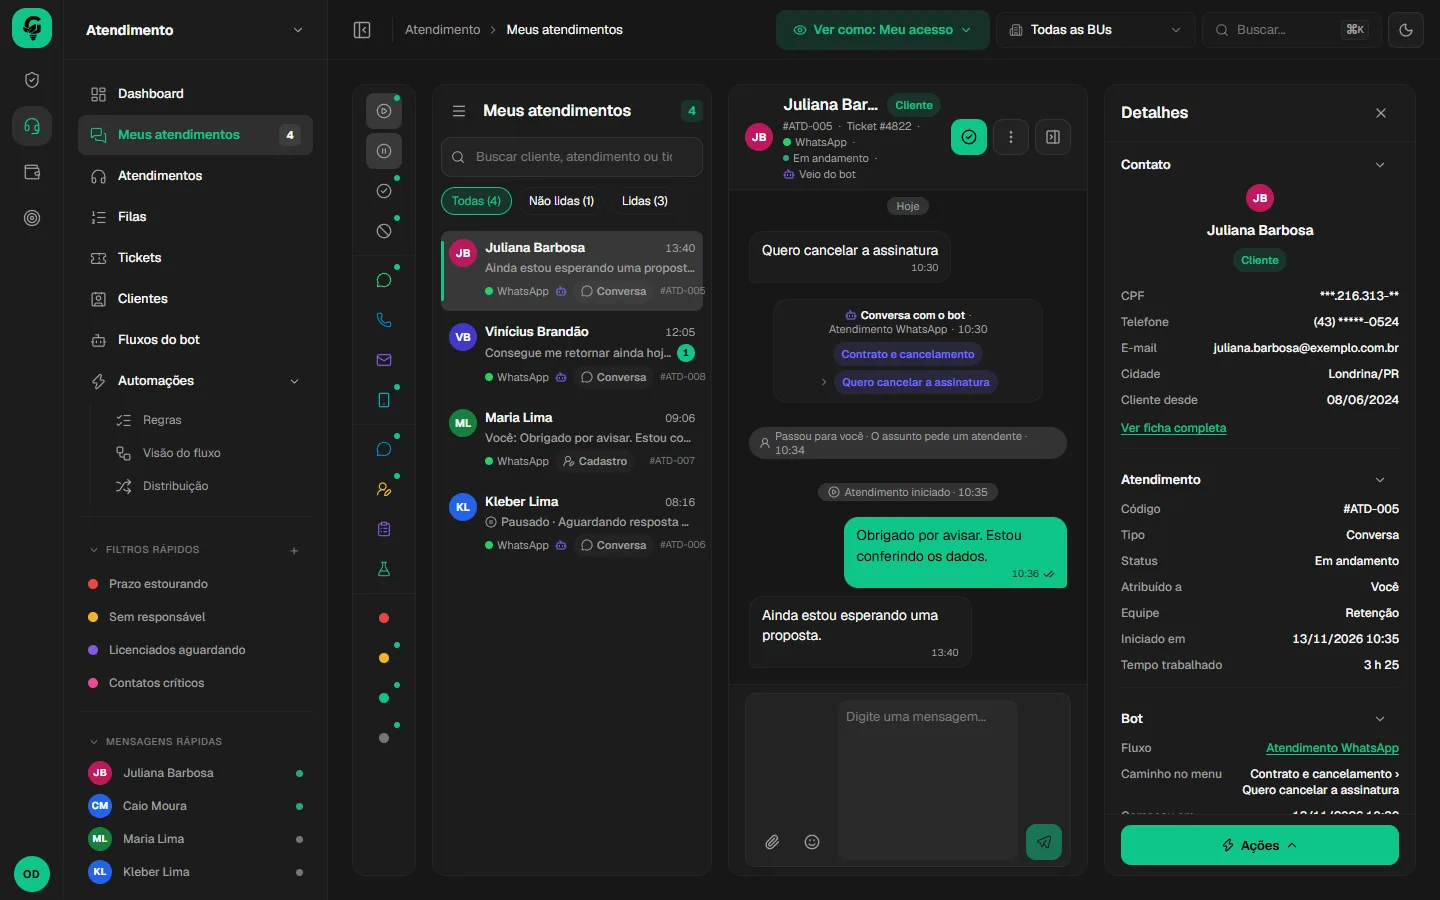 Atendimento
Dashboard
Meus atendimentos
4
Atendimentos
Filas
Tickets
Clientes
Fluxos do bot
Automações
Regras
Visão do fluxo
Distribuição
FILTROS RÁPIDOS
Prazo estourando
Sem responsável
Licenciados aguardando
Contatos críticos
MENSAGENS RÁPIDAS
JB Juliana Barbosa
CM Caio Moura
ML Maria Lima
KL Kleber Lima
OD
Atendimento > Meus atendimentos
Ver como: Meu acesso
Todas as BUs
Buscar... ⌘K
Meus atendimentos 4
Buscar cliente, atendimento ou tic
Todas (4) Não lidas (1) Lidas (3)
JB Juliana Barbosa 13:40
Ainda estou esperando uma propost...
WhatsApp Conversa #ATD-005
VB Vinícius Brandão 12:05
Consegue me retornar ainda hoj... 1
WhatsApp Conversa #ATD-008
ML Maria Lima 09:06
Você: Obrigado por avisar. Estou co...
WhatsApp Cadastro #ATD-007
KL Kleber Lima 08:16
Pausado · Aguardando resposta ...
WhatsApp Conversa #ATD-006
JB
Juliana Bar... Cliente
#ATD-005 · Ticket #4822 ·
WhatsApp ·
Em andamento ·
Veio do bot
Hoje
Quero cancelar a assinatura
10:30
Conversa com o bot ·
Atendimento WhatsApp · 10:30
Contrato e cancelamento
> Quero cancelar a assinatura
Passou para você · O assunto pede um atendente ·
10:34
Atendimento iniciado · 10:35
Obrigado por avisar. Estou
conferindo os dados.
10:36
Ainda estou esperando uma
proposta.
13:40
Digite uma mensagem...
Detalhes
Contato
JB
Juliana Barbosa
Cliente
CPF ***.216.313-**
Telefone (43) *****-0524
E-mail juliana.barbosa@exemplo.com.br
Cidade Londrina/PR
Cliente desde 08/06/2024
Ver ficha completa
Atendimento
Código #ATD-005
Tipo Conversa
Status Em andamento
Atribuído a Você
Equipe Retenção
Iniciado em 13/11/2026 10:35
Tempo trabalhado 3 h 25
Bot
Fluxo Atendimento WhatsApp
Caminho no menu Contrato e cancelamento ›
Quero cancelar a assinatura
Ações